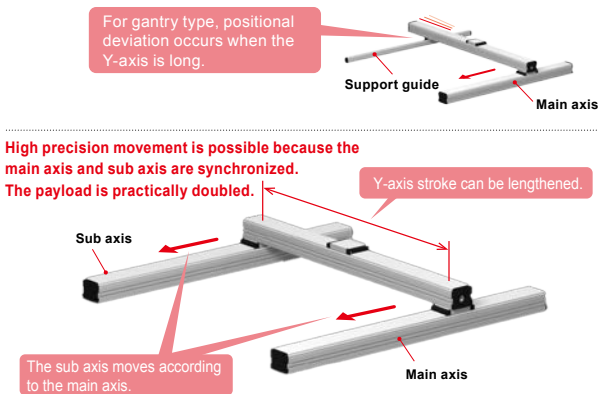 For gantry type, positional
deviation occurs when the
Y-axis is long.
Support guide
Main axis
High precision movement is possible because the
main axis and sub axis are synchronized.
The payload is practically doubled.
Y-axis stroke can be lengthened.
Sub axis
The sub axis moves according
to the main axis.
Main axis